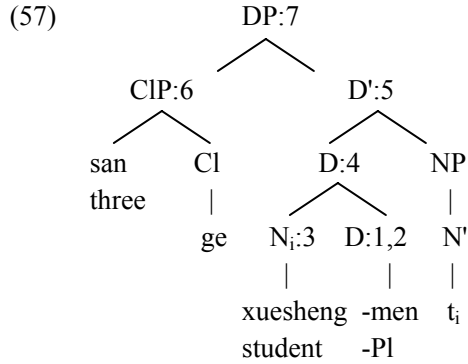 (57) DP:7
ClP:6 D':5
san Cl D:4 NP
three
ge Nᵢ:3 D:1,2 N'
xuesheng -men tᵢ
student -Pl